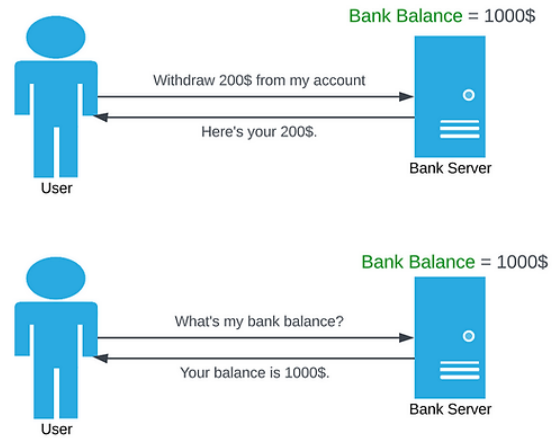 Bank Balance = 1000$
Withdraw 200$ from my account
Here's your 200$.
User
Bank Server
Bank Balance = 1000$
What's my bank balance?
Your balance is 1000$.
User
Bank Server